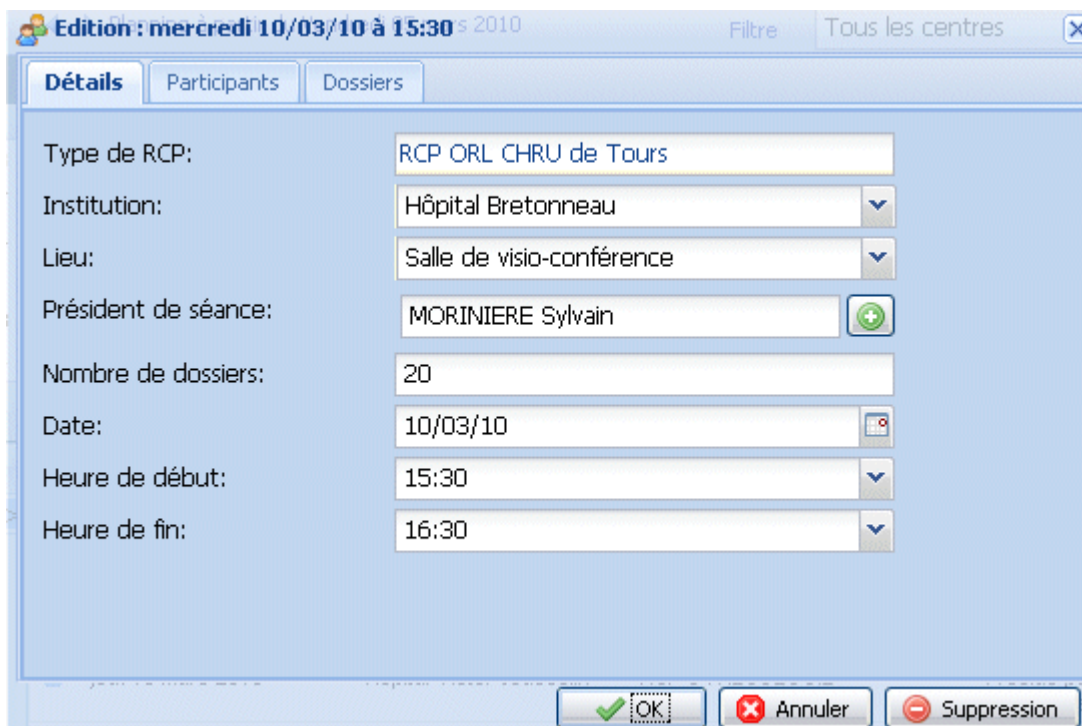 Edition : mercredi 10/03/10 à 15:30 s 2010 Filtre Tous les centres
Détails Participants Dossiers
Type de RCP: RCP ORL CHRU de Tours
Institution: Hôpital Bretonneau
Lieu: Salle de visio-conférence
Président de séance: MORINIERE Sylvain
Nombre de dossiers: 20
Date: 10/03/10
Heure de début: 15:30
Heure de fin: 16:30
OK Annuler Suppression